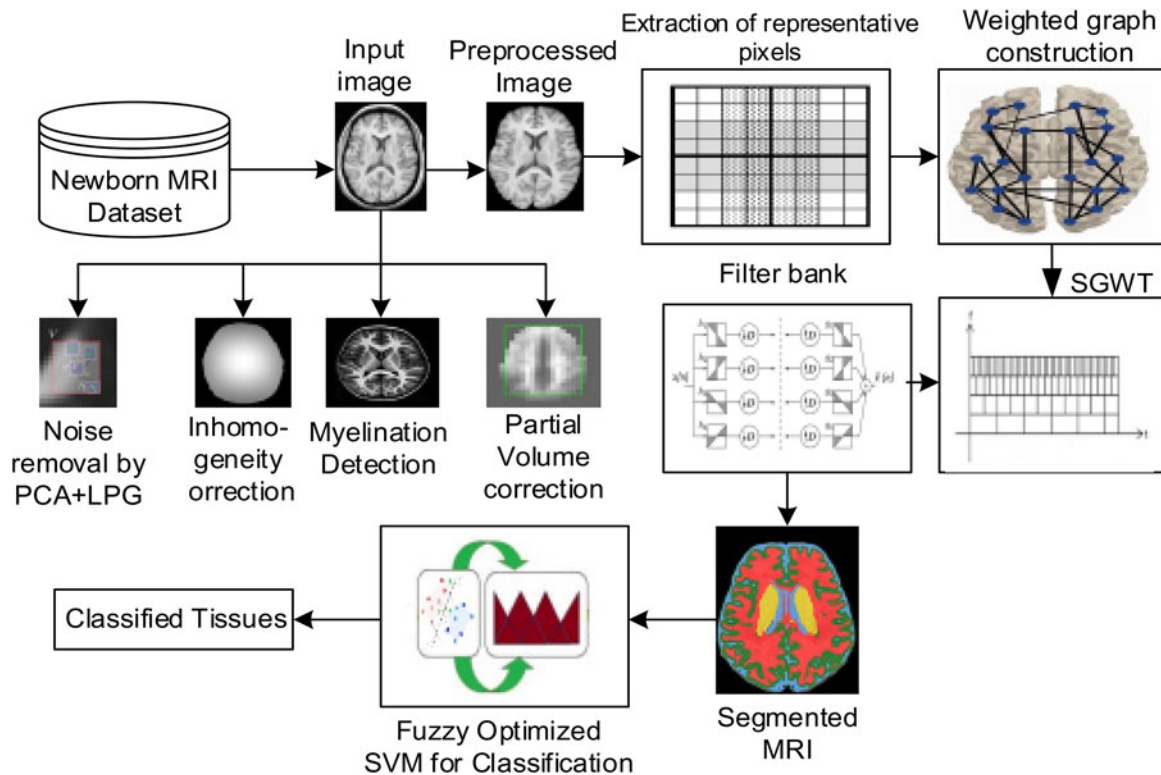 Input
image
Preprocessed
Image
Extraction of representative
pixels
Weighted graph
construction
Newborn MRI
Dataset
Filter bank
SGWT
Noise
removal by
PCA+LPG
Inhomo-
geneity
orrection
Myelination
Detection
Partial
Volume
correction
Classified Tissues
Fuzzy Optimized
SVM for Classification
Segmented
MRI